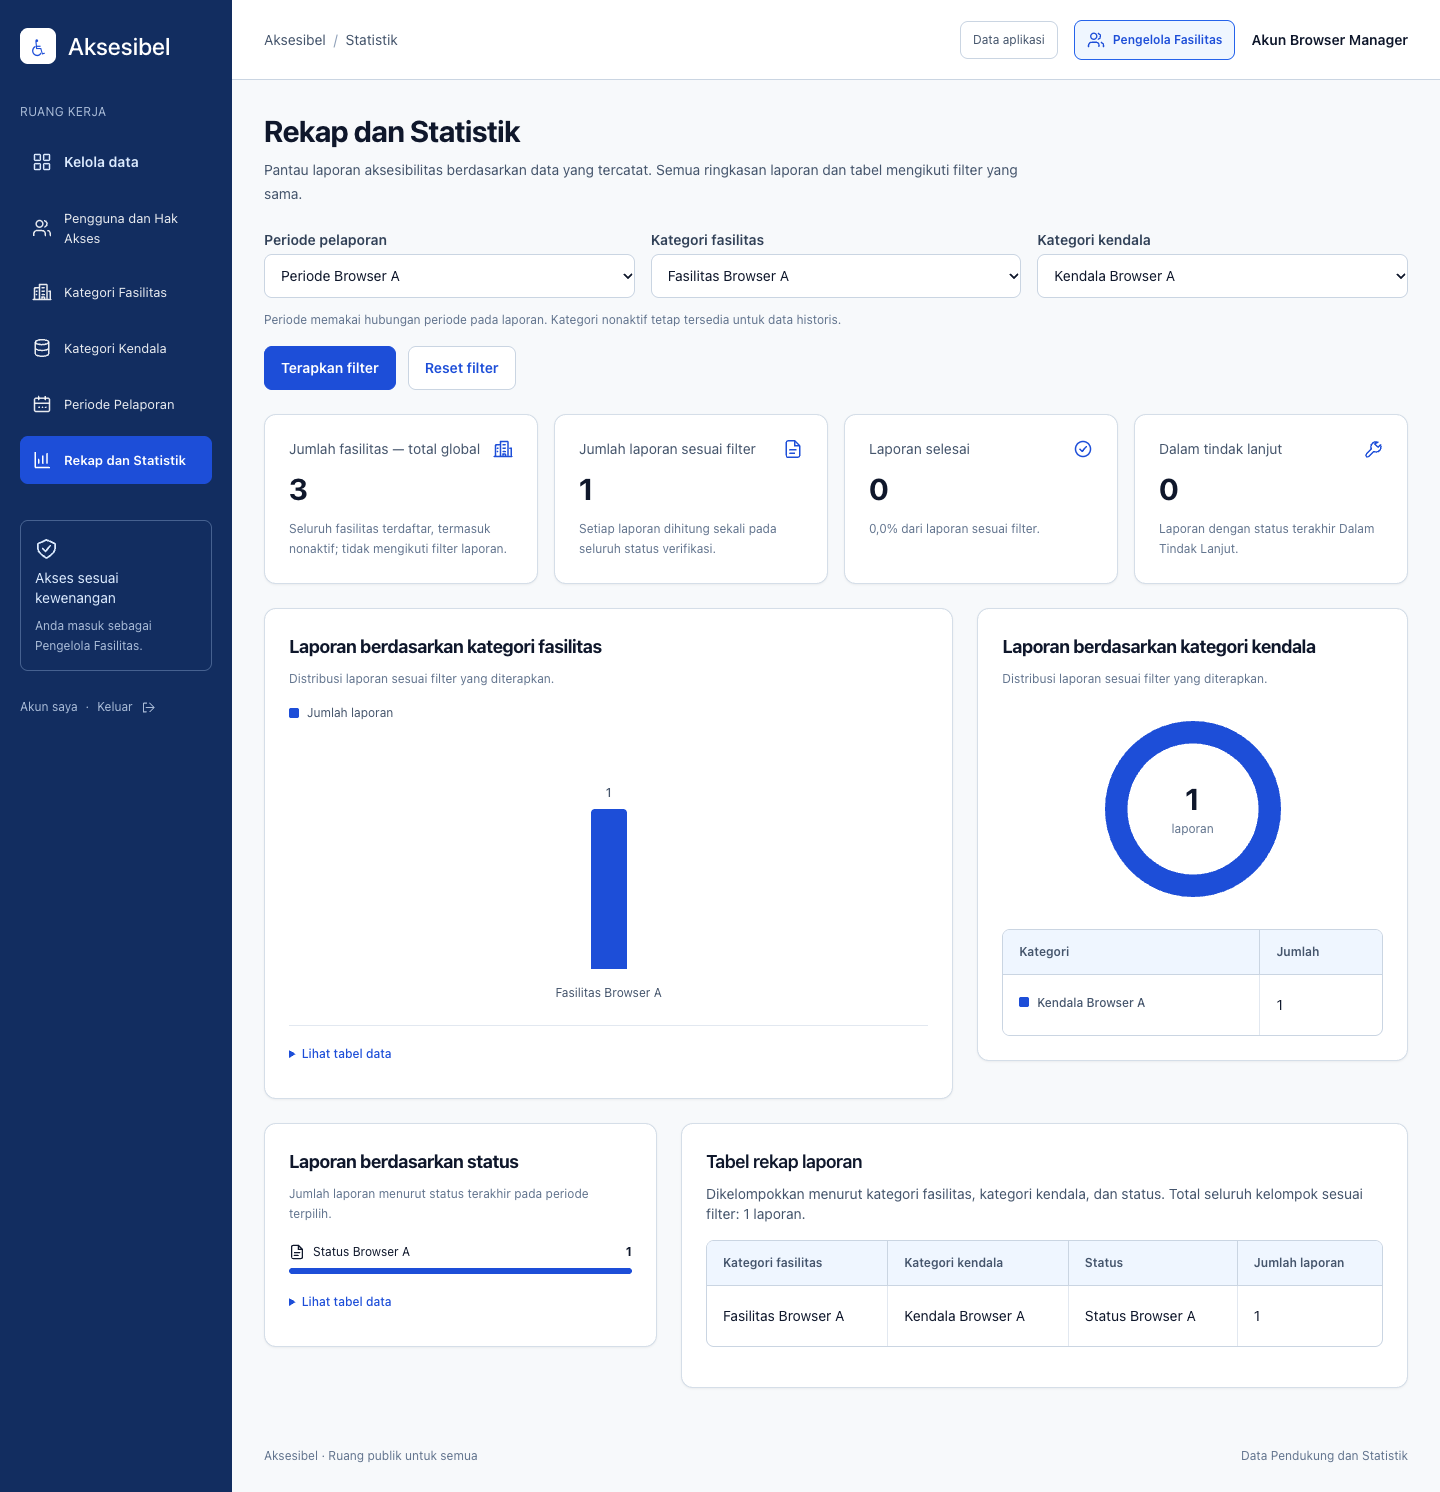 Aksesibel
RUANG KERJA
Kelola data
Pengguna dan Hak
Akses
Kategori Fasilitas
Kategori Kendala
Periode Pelaporan
Rekap dan Statistik
Akses sesuai
kewenangan
Anda masuk sebagai
Pengelola Fasilitas.
Akun saya · Keluar
Aksesibel / Statistik
Data aplikasi
Pengelola Fasilitas
Akun Browser Manager
Rekap dan Statistik
Pantau laporan aksesibilitas berdasarkan data yang tercatat. Semua ringkasan laporan dan tabel mengikuti filter yang
sama.
Periode pelaporan
Periode Browser A
Kategori fasilitas
Fasilitas Browser A
Kategori kendala
Kendala Browser A
Periode memakai hubungan periode pada laporan. Kategori nonaktif tetap tersedia untuk data historis.
Terapkan filter
Reset filter
Jumlah fasilitas — total global
3
Seluruh fasilitas terdaftar, termasuk
nonaktif; tidak mengikuti filter laporan.
Jumlah laporan sesuai filter
1
Setiap laporan dihitung sekali pada
seluruh status verifikasi.
Laporan selesai
0
0,0% dari laporan sesuai filter.
Dalam tindak lanjut
0
Laporan dengan status terakhir Dalam
Tindak Lanjut.
Laporan berdasarkan kategori fasilitas
Distribusi laporan sesuai filter yang diterapkan.
Jumlah laporan
1
Fasilitas Browser A
Lihat tabel data
Laporan berdasarkan kategori kendala
Distribusi laporan sesuai filter yang diterapkan.
1
laporan
Kategori Jumlah
Kendala Browser A 1
Laporan berdasarkan status
Jumlah laporan menurut status terakhir pada periode
terpilih.
Status Browser A 1
Lihat tabel data
Tabel rekap laporan
Dikelompokkan menurut kategori fasilitas, kategori kendala, dan status. Total seluruh kelompok sesuai
filter: 1 laporan.
Kategori fasilitas Kategori kendala Status Jumlah laporan
Fasilitas Browser A Kendala Browser A Status Browser A 1
Aksesibel · Ruang publik untuk semua
Data Pendukung dan Statistik